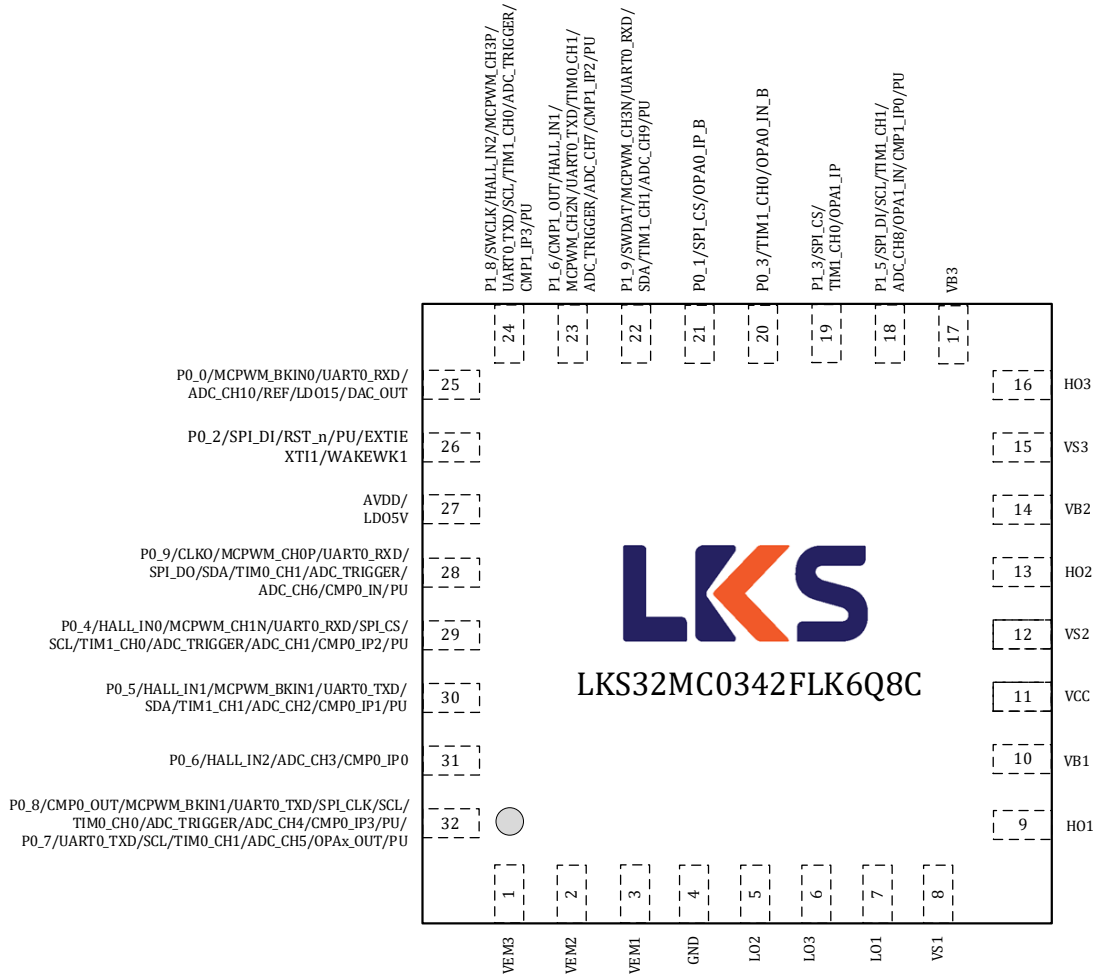 P1_8/SWCLK/HALL_IN2/MCPWM_CH3P/
UART0_TXD/SCL/TIM1_CH0/ADC_TRIGGER/
CMP1_IP3/PU
P1_6/CMP1_OUT/HALL_IN1/
MCPWM_CH2N/UART0_TXD/TIM0_CH1/
ADC_TRIGGER/ADC_CH7/CMP1_IP2/PU
P1_9/SWDAT/MCPWM_CH3N/UART0_RXD/
SDA/TIM1_CH1/ADC_CH9/PU
P0_1/SPI_CS/OPA0_IP_B
P0_3/TIM1_CH0/OPA0_IN_B
P1_3/SPI_CS/
TIM1_CH0/OPA1_IP
P1_5/SPI_DI/SCL/TIM1_CH1/
ADC_CH8/OPA1_IN/CMP1_IP0/PU
VB3
24
23
22
21
20
19
18
17
P0_0/MCPWM_BKIN0/UART0_RXD/
ADC_CH10/REF/LDO15/DAC_OUT
25
P0_2/SPI_DI/RST_n/PU/EXTIE
XTI1/WAKEWK1
26
AVDD/
LDO5V
27
P0_9/CLKO/MCPWM_CH0P/UART0_RXD/
SPI_DO/SDA/TIM0_CH1/ADC_TRIGGER/
ADC_CH6/CMP0_IN/PU
28
P0_4/HALL_IN0/MCPWM_CH1N/UART0_RXD/SPI_CS/
SCL/TIM1_CH0/ADC_TRIGGER/ADC_CH1/CMP0_IP2/PU
29
P0_5/HALL_IN1/MCPWM_BKIN1/UART0_TXD/
SDA/TIM1_CH1/ADC_CH2/CMP0_IP1/PU
30
P0_6/HALL_IN2/ADC_CH3/CMP0_IP0
31
P0_8/CMP0_OUT/MCPWM_BKIN1/UART0_TXD/SPI_CLK/SCL/
TIM0_CH0/ADC_TRIGGER/ADC_CH4/CMP0_IP3/PU/
P0_7/UART0_TXD/SCL/TIM0_CH1/ADC_CH5/OPAx_OUT/PU
32
LKS
LKS32MC0342FLK6Q8C
16 HO3
15 VS3
14 VB2
13 HO2
12 VS2
11 VCC
10 VB1
9 HO1
1
2
3
4
5
6
7
8
VEM3
VEM2
VEM1
GND
LO2
LO3
LO1
VS1